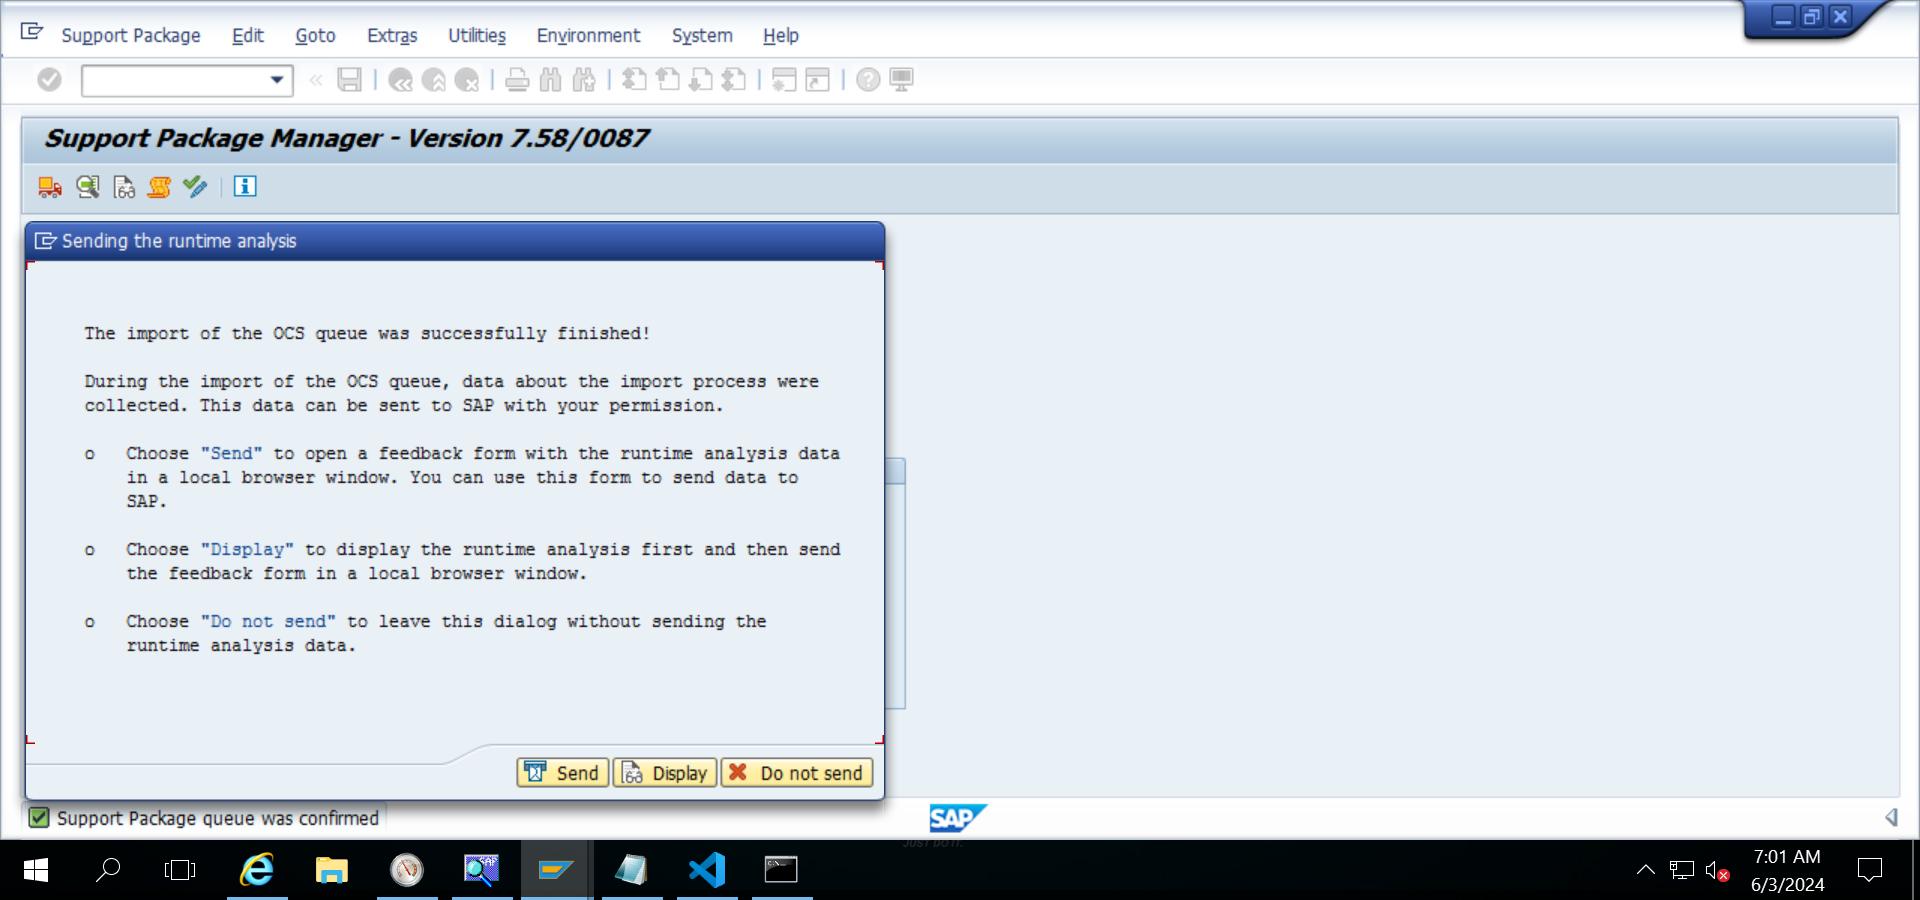 Support Package Edit Goto Extras Utilities Environment System Help
Support Package Manager - Version 7.58/0087
Sending the runtime analysis
The import of the OCS queue was successfully finished!
During the import of the OCS queue, data about the import process were
collected. This data can be sent to SAP with your permission.
o Choose "Send" to open a feedback form with the runtime analysis data
in a local browser window. You can use this form to send data to
SAP.
o Choose "Display" to display the runtime analysis first and then send
the feedback form in a local browser window.
o Choose "Do not send" to leave this dialog without sending the
runtime analysis data.
Send Display Do not send
Support Package queue was confirmed
SAP
JUST DO IT.
7:01 AM
6/3/2024